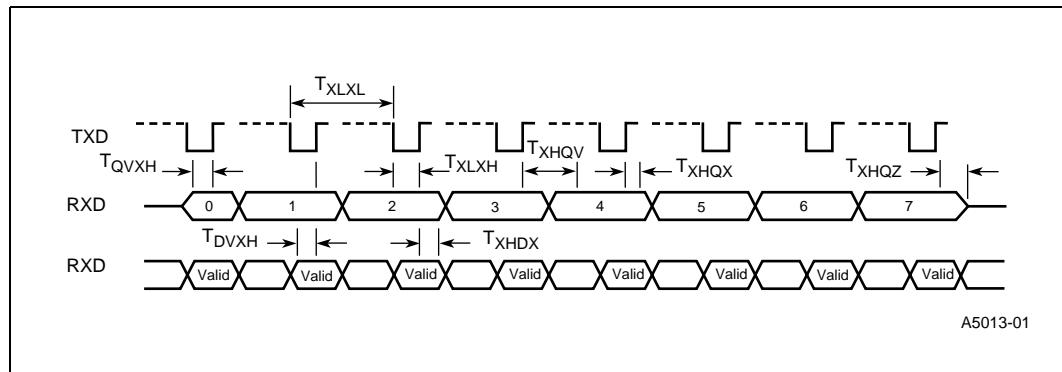 TXLXL
TXD
TQVXH
TXLXH
TXHQV
TXHQX
TXHQZ
RXD
0 1 2 3 4 5 6 7
TDVXH
TXHDX
RXD
Valid Valid Valid Valid Valid Valid Valid Valid
A5013-01